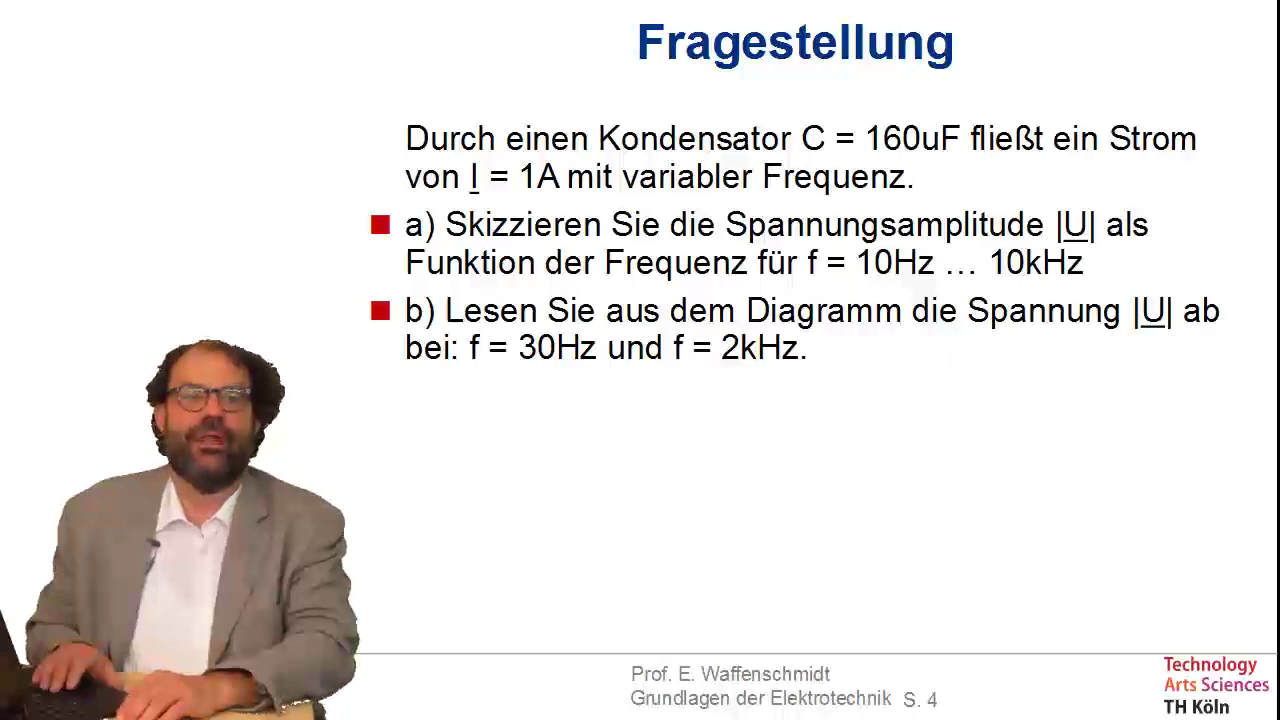 Fragestellung
Durch einen Kondensator C = 160uF fließt ein Strom
von I = 1A mit variabler Frequenz.
a) Skizzieren Sie die Spannungsamplitude |U| als
Funktion der Frequenz für f = 10Hz … 10kHz
b) Lesen Sie aus dem Diagramm die Spannung |U| ab
bei: f = 30Hz und f = 2kHz.
Prof. E. Waffenschmidt
Grundlagen der Elektrotechnik S. 4
Technology
Arts Sciences
TH Köln